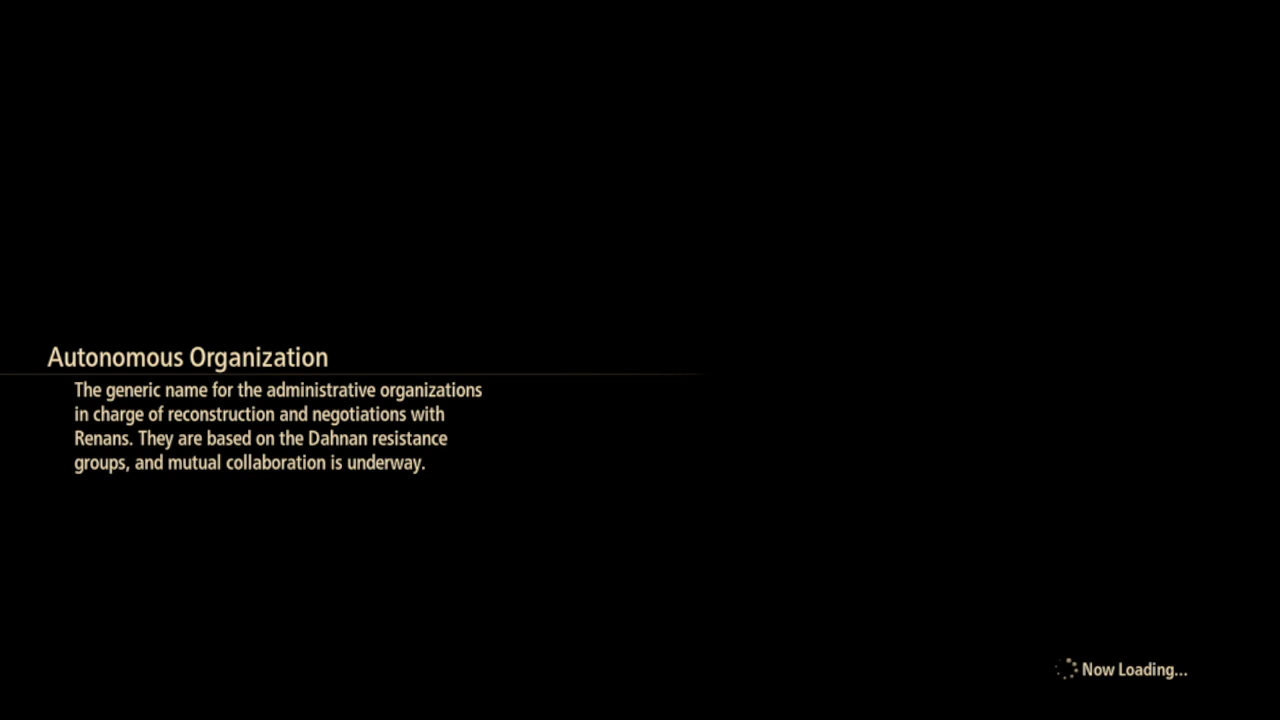 Autonomous Organization
The generic name for the administrative organizations
in charge of reconstruction and negotiations with
Renans. They are based on the Dahnan resistance
groups, and mutual collaboration is underway.
Now Loading...